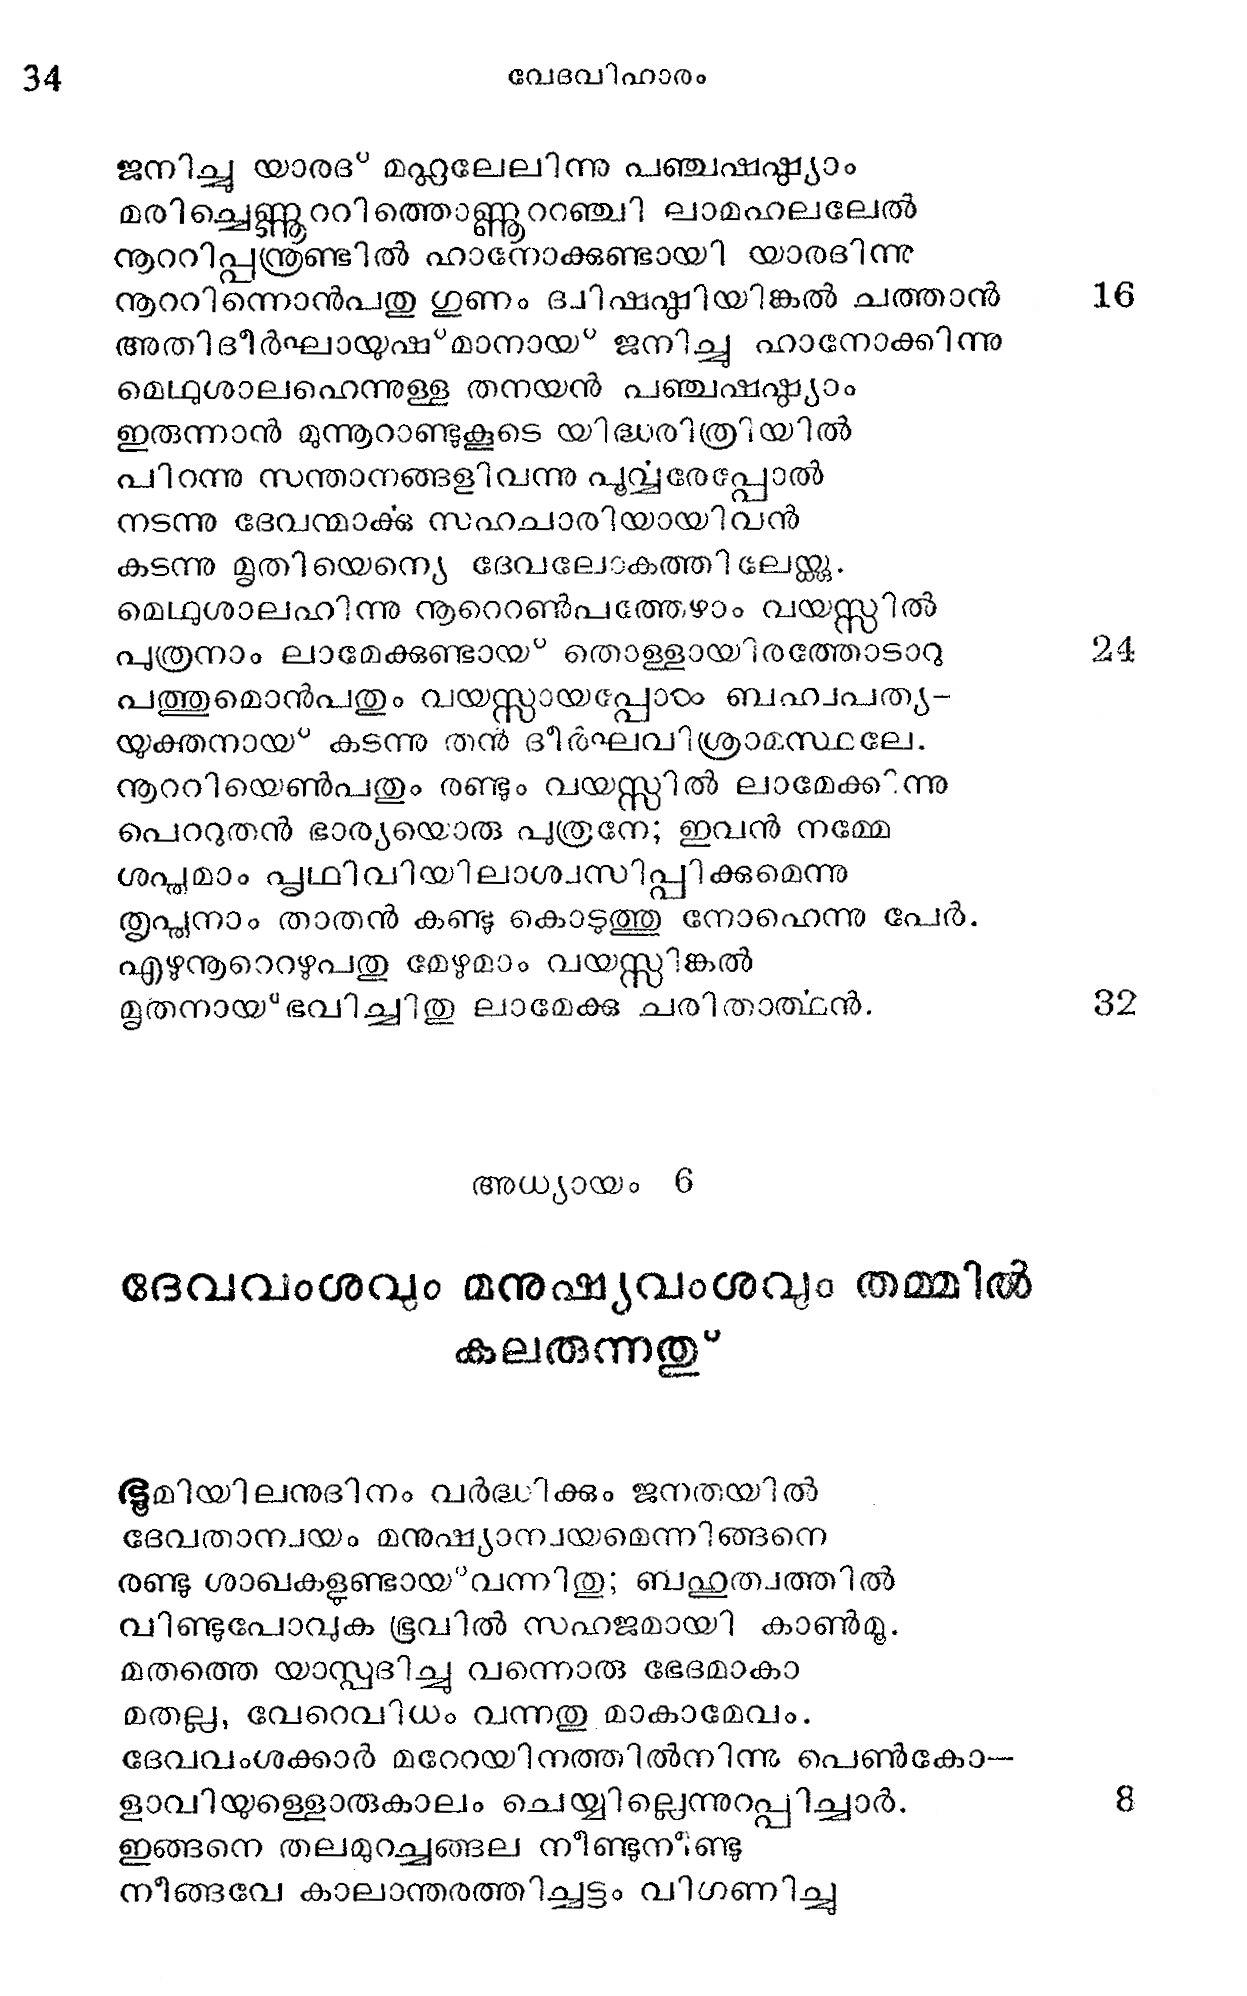 34 വേദവിഹാരം
ജനിച്ചു യാരദ് മഹ്ലലേലിന്നു പഞ്ചഷഷ്ട്യാം
മരിച്ചെണ്ണൂററിത്തൊണ്ണൂററഞ്ചി ലാമഹലലേൽ
നൂററിപ്പന്ത്രണ്ടിൽ ഹാനോക്കുണ്ടായി യാരദിന്നു
നൂററിന്നൊൻപതു ഗുണം ദ്വിഷഷ്ടിയിങ്കൽ ചത്താൻ 16
അതിദീർഘായുഷ്മാനായ് ജനിച്ചു ഹാനോക്കിന്നു
മെഥുശാലഹെന്നുള്ള തനയൻ പഞ്ചഷഷ്ട്യാം
ഇരുന്നാൻ മുന്നൂറാണ്ടുകൂടെ യിദ്ധരിത്രിയിൽ
പിറന്നു സന്താനങ്ങളിവന്നു പൂൎവ്വരേപ്പോൽ
നടന്നു ദേവന്മാൎക്കു സഹചാരിയായിവൻ
കടന്നു മൃതിയെന്യെ ദേവലോകത്തിലേയ്ക്കു.
മെഥുശാലഹിന്നു നൂറെൺപത്തേഴാം വയസ്സിൽ
പുത്രനാം ലാമേക്കുണ്ടായ് തൊള്ളായിരത്തോടാറു 24
പത്തുമൊൻപതും വയസ്സായപ്പോൾ ബഹ്വപത്യ-
യുക്തനായ് കടന്നു തൻ ദീർഘവിശ്രാമസ്ഥലേ.
നൂററിയെൺപതും രണ്ടും വയസ്സിൽ ലാമേക്കിന്നു
പെററുതൻ ഭാര്യയൊരു പുത്രനേ; ഇവൻ നമ്മേ
ശപ്തമാം പൃഥിവിയിലാശ്വസിപ്പിക്കുമെന്നു
തൃപ്തനാം താതൻ കണ്ടു കൊടുത്തു നോഹെന്നു പേർ.
എഴുനൂറെറഴുപതു മേഴുമാം വയസ്സിങ്കൽ
മൃതനായ്ഭവിച്ചിതു ലാമേക്കു ചരിതാൎത്ഥൻ. 32
അധ്യായം 6
ദേവവംശവും മനുഷ്യവംശവും തമ്മിൽ
കലരുന്നതു്
ഭൂമിയിലനുദിനം വർദ്ധിക്കും ജനതയിൽ
ദേവതാന്വയം മനുഷ്യാന്വയമെന്നിങ്ങനെ
രണ്ടു ശാഖകളുണ്ടായ്‌വന്നിതു; ബഹുത്വത്തിൽ
വിണ്ടുപോവുക ഭൂവിൽ സഹജമായി കാൺമൂ.
മതത്തെ യാസ്പദിച്ചു വന്നൊരു ഭേദമാകാ
മതല്ല, വേറെവിധം വന്നതു മാകാമേവം.
ദേവവംശക്കാർ മറേറയിനത്തിൽനിന്നു പെൺകോ—
ളാവിയുള്ളൊരുകാലം ചെയ്യില്ലെന്നുറപ്പിച്ചാർ. 8
ഇങ്ങനെ തലമുറച്ചങ്ങല നീണ്ടുനീണ്ടു
നീങ്ങവേ കാലാന്തരത്തിച്ചട്ടം വിഗണിച്ചു